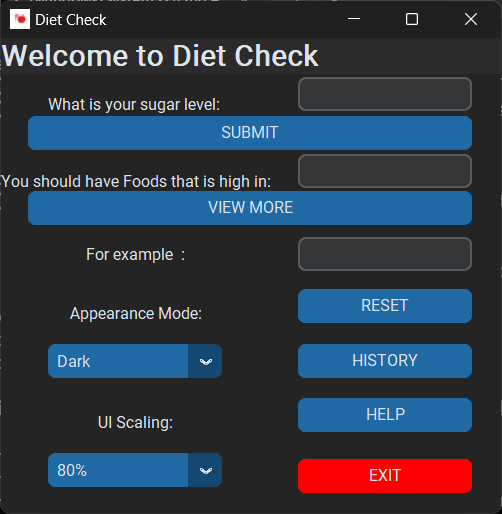 Diet Check
Welcome to Diet Check
What is your sugar level:
SUBMIT
You should have Foods that is high in:
VIEW MORE
For example :
Appearance Mode:
RESET
Dark
HISTORY
UI Scaling:
HELP
80%
EXIT